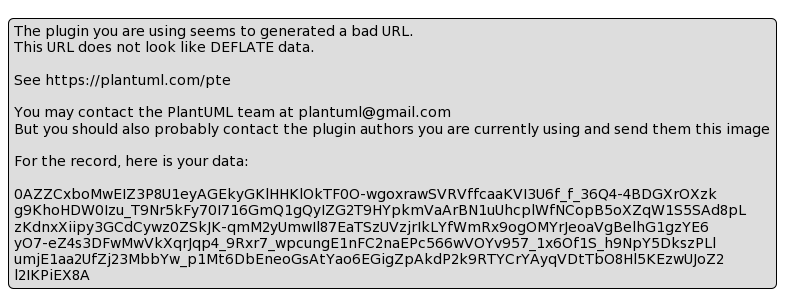 The plugin you are using seems to generated a bad URL.
This URL does not look like DEFLATE data.
See https://plantuml.com/pte
You may contact the PlantUML team at plantuml@gmail.com
But you should also probably contact the plugin authors you are currently using and send them this image
For the record, here is your data:
0AZZCxboMwEIZ3P8U1eyAGEkyGKlHHKlOkTF0O-wgoxrawSVRVffcaaKVI3U6f_f_36Q4-4BDGXrOXzk
g9KhoHDW0Izu_T9Nr5kFy70I716GmQ1gQyIZG2T9HYpkmVaArBN1uUhcplWfNCopB5oXZqW1S5SAd8pL
zKdnxXiipy3GCdCywz0ZSkJK-qmM2yUmwIl87EaTSzUVzjrIkLYfWmRx9ogOMYrJeoaVgBeIhG1gzYE6
yO7-eZ4s3DFwMwVkXqrJqp4_9Rxr7_wpcungE1nFC2naEPc566wVOYv957_1x6Of1S_h9NpY5DkszPLl
umjE1aa2UfZj23MbbYw_p1Mt6DbEneoGsAtYao6EGigZpAkdP2k9RTYCrYAyqVDtTbO8Hl5KEzwUJoZ2
l2IKPiEX8A